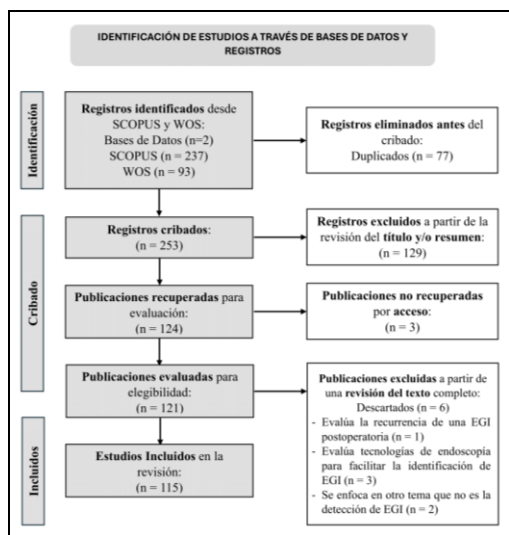 IDENTIFICACIÓN DE ESTUDIOS A TRAVÉS DE BASES DE DATOS Y
REGISTROS
Identificación
Registros identificados desde
SCOPUS y WOS:
Bases de Datos (n=2)
SCOPUS (n = 237)
WOS (n = 93)
Registros eliminados antes del
cribado:
Duplicados (n = 77)
Cribado
Registros cribados:
(n = 253)
Registros excluidos a partir de la
revisión del título y/o resumen:
(n = 129)
Publicaciones recuperadas para
evaluación:
(n = 124)
Publicaciones no recuperadas
por acceso:
(n = 3)
Publicaciones evaluadas para
elegibilidad:
(n = 121)
Publicaciones excluidas a partir de
una revisión del texto completo:
Descartados (n = 6)
- Evalúa la recurrencia de una EGI
postoperatoria (n = 1)
- Evalúa tecnologías de endoscopía
para facilitar la identificación de
EGI (n = 3)
- Se enfoca en otro tema que no es la
detección de EGI (n = 2)
Incluidos
Estudios Incluidos en la
revisión:
(n = 115)